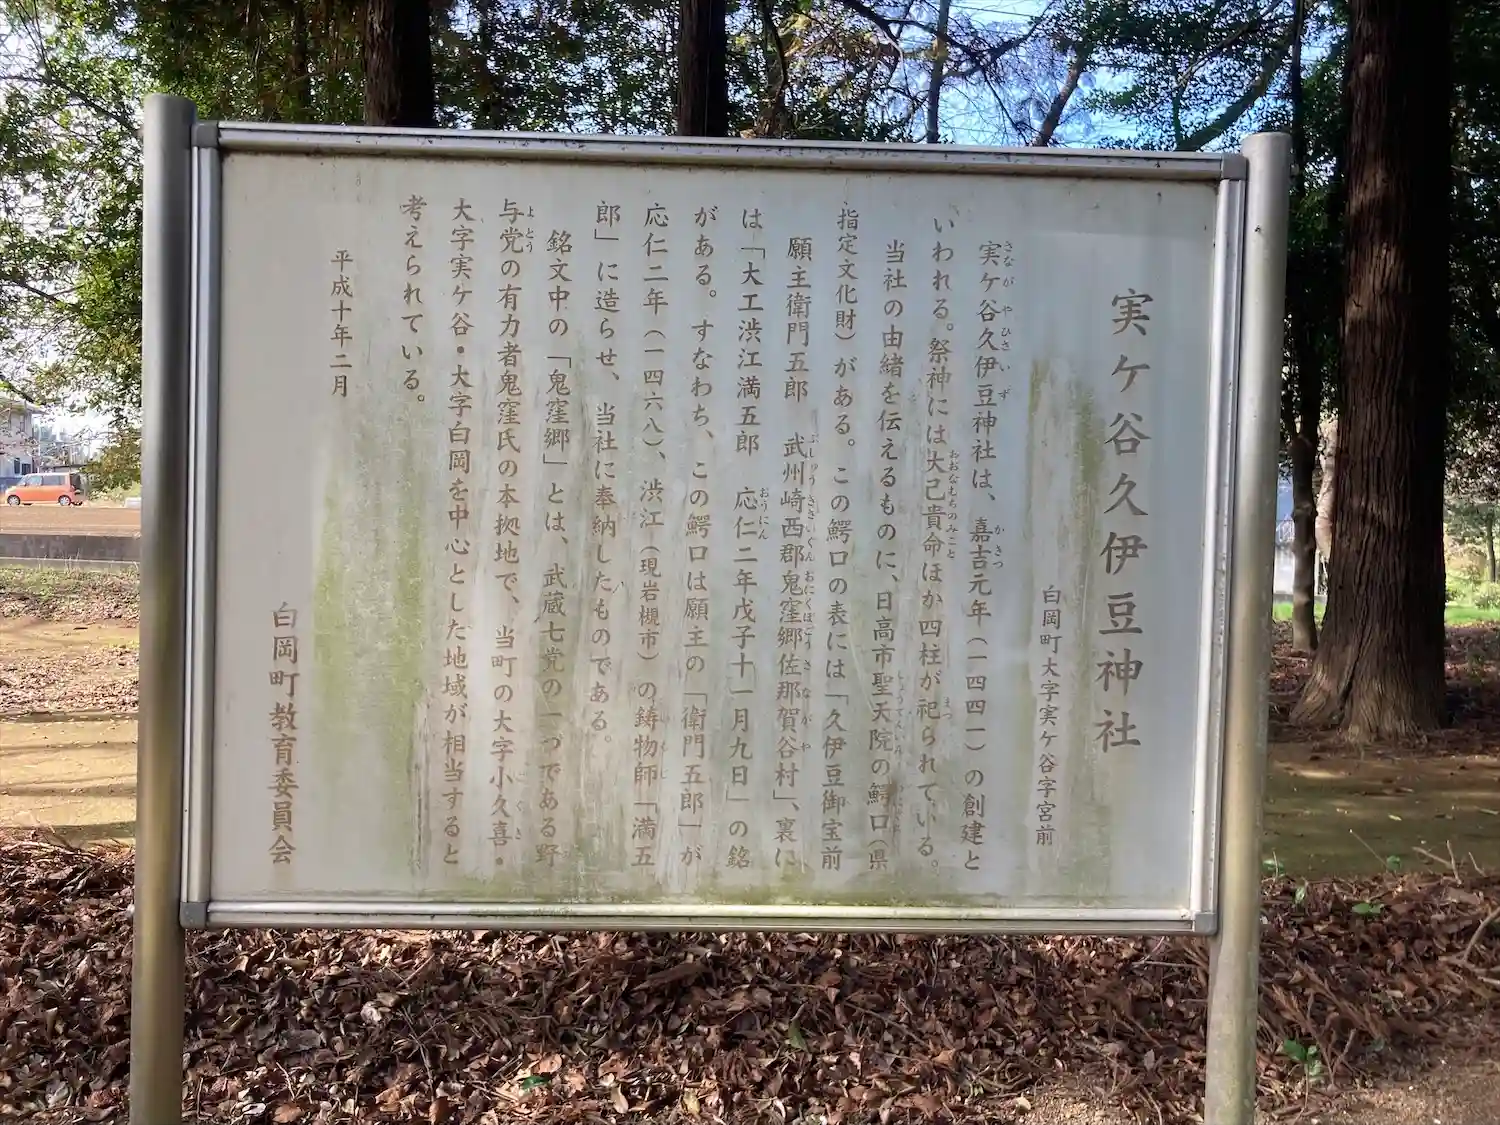 実ケ谷久伊豆神社
白岡町大字実ケ谷字宮前
実ケ谷久伊豆神社は、嘉吉元年（一四四一）の創建と
いわれる。祭神には大己貴命ほか四柱が祀られている。
当社の由緒を伝えるものに、日高市聖天院の鰐口（県
指定文化財）がある。この鰐口の表には「久伊豆御宝前
願主衛門五郎　武州崎西郡鬼窪郷佐那賀谷村」、裏に
は「大工渋江満五郎　応仁二年戊子十一月九日」の銘
がある。すなわち、この鰐口は願主の「衛門五郎」が
応仁二年（一四六八）、渋江（現岩槻市）の鋳物師「満五
郎」に造らせ、当社に奉納したものである。
銘文中の「鬼窪郷」とは、武蔵七党の一つである野
与党の有力者鬼窪氏の本拠地で、当町の大字小久喜・
大字実ケ谷・大字白岡を中心とした地域が相当すると
考えられている。
平成十年二月
白岡町教育委員会